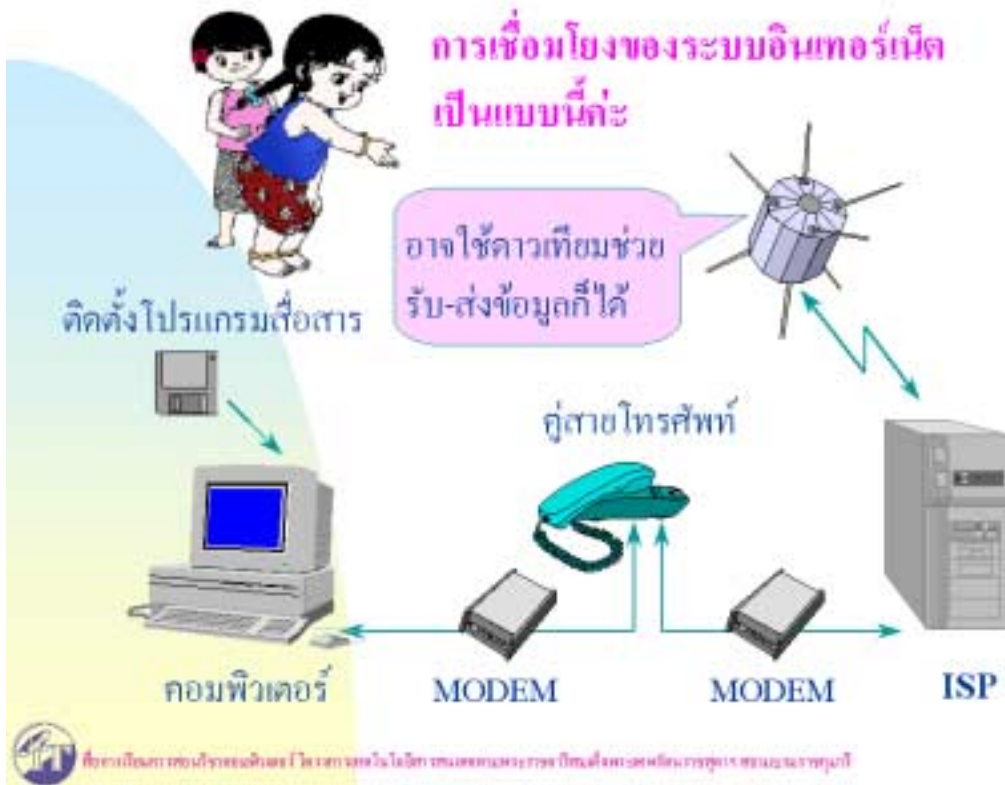 การเชื่อมโยงของระบบอินเทอร์เน็ต
เป็นแบบนี้ค่ะ
อาจใช้ดาวเทียมช่วย
รับ-ส่งข้อมูลก็ได้
ติดตั้งโปรแกรมสื่อสาร
คู่สายโทรศัพท์
คอมพิวเตอร์
MODEM
MODEM
ISP
IT